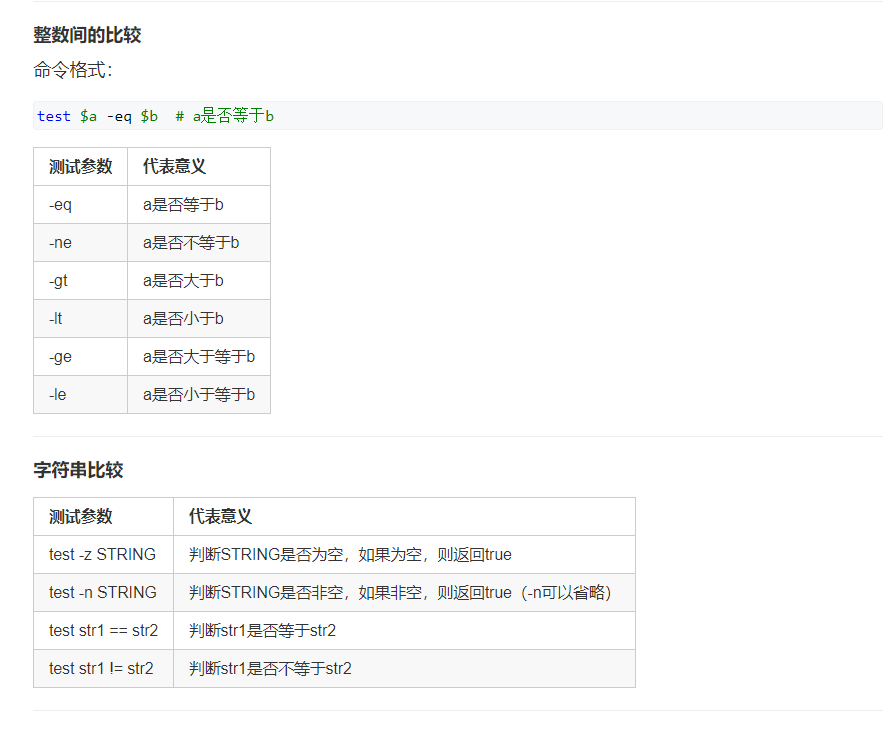 整数间的比较
命令格式：
test $a -eq $b  # a是否等于b
测试参数 代表意义
-eq a是否等于b
-ne a是否不等于b
-gt a是否大于b
-lt a是否小于b
-ge a是否大于等于b
-le a是否小于等于b
字符串比较
测试参数 代表意义
test -z STRING 判断STRING是否为空，如果为空，则返回true
test -n STRING 判断STRING是否非空，如果非空，则返回true（-n可以省略）
test str1 == str2 判断str1是否等于str2
test str1 != str2 判断str1是否不等于str2